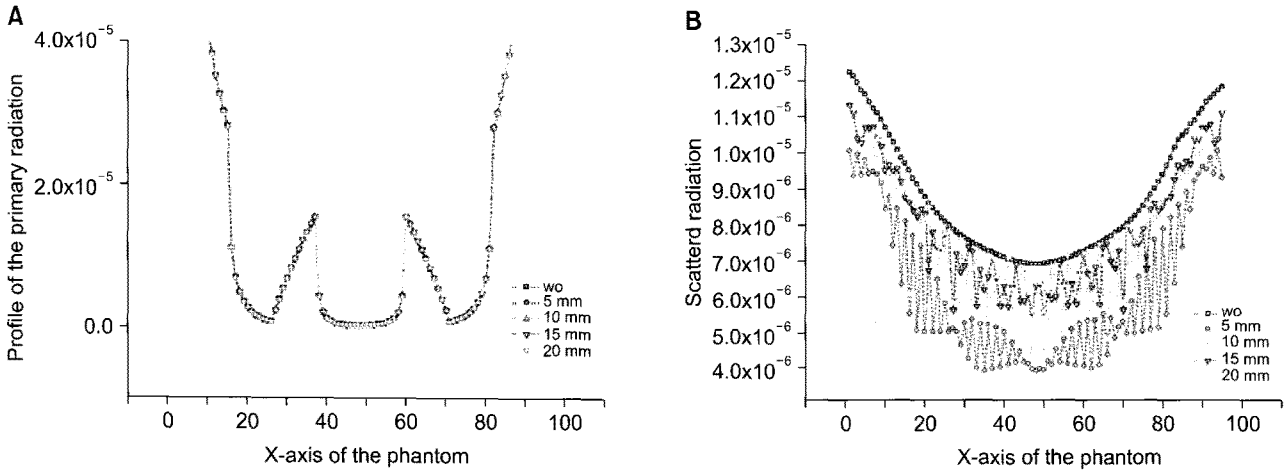 A
Profile of the primary radiation
4.0x10⁻⁵
2.0x10⁻⁵
0.0
wo
5 mm
10 mm
15 mm
20 mm
0 20 40 60 80 100
X-axis of the phantom
B
Scatterd radiation
1.3x10⁻⁵
1.2x10⁻⁵
1.1x10⁻⁵
1.0x10⁻⁵
9.0x10⁻⁶
8.0x10⁻⁶
7.0x10⁻⁶
6.0x10⁻⁶
5.0x10⁻⁶
4.0x10⁻⁶
wo
5 mm
10 mm
15 mm
20 mm
0 20 40 60 80 100
X-axis of the phantom